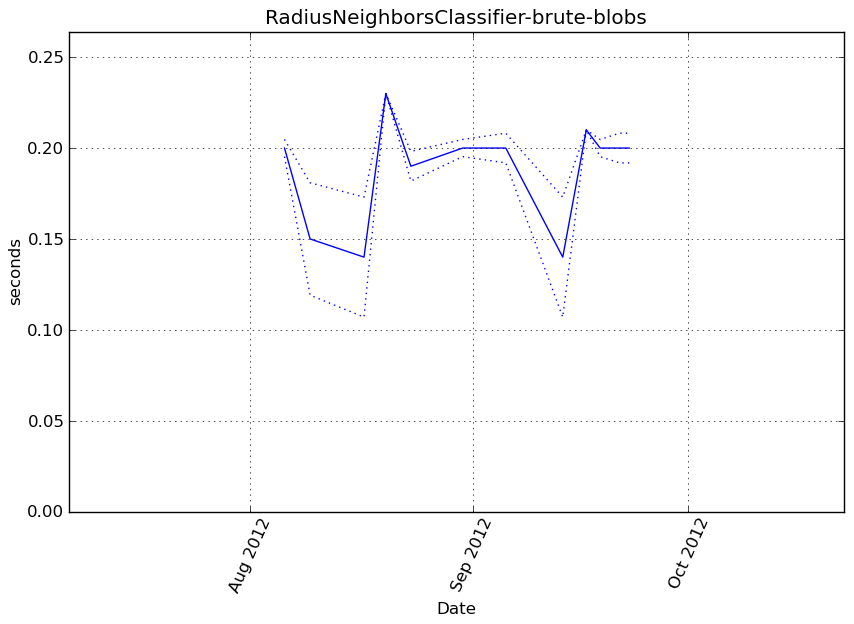 RadiusNeighborsClassifier-brute-blobs
0.25
0.20
0.15
0.10
0.05
0.00
seconds
Aug 2012
Sep 2012
Oct 2012
Date